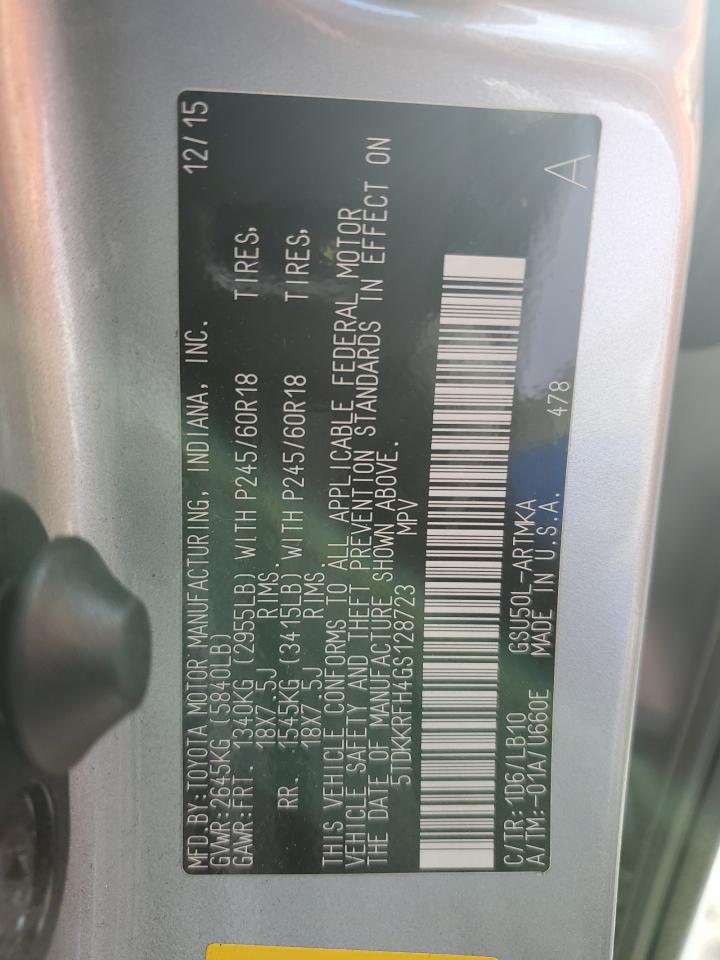 MFD.BY:TOYOTA MOTOR MANUFACTURING, INDIANA, INC. 12/15
GVWR:2645KG (5840LB)
GAWR:FRT. 1340KG (2955LB) WITH P245/60R18 TIRES,
18X7.5J RIMS.
RR. 1545KG (3415LB) WITH P245/60R18 TIRES,
18X7.5J RIMS.
THIS VEHICLE CONFORMS TO ALL APPLICABLE FEDERAL MOTOR
VEHICLE SAFETY AND THEFT PREVENTION STANDARDS IN EFFECT ON
THE DATE OF MANUFACTURE SHOWN ABOVE.
5TDKKRFH4GS128723 MPV
C/TR:1D6/LB10 GSU50L-ARTMKA
A/TM:-01A/U660E MADE IN U.S.A. 478 A